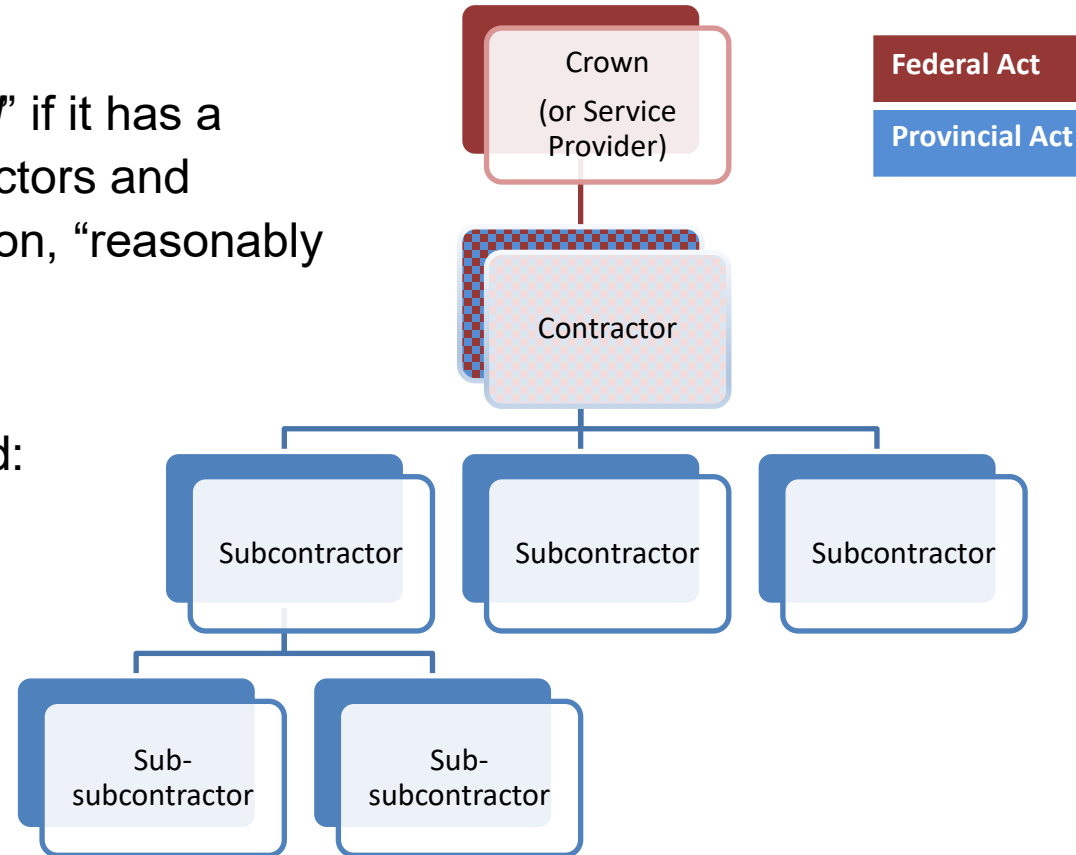 ” if it has a
ctors and
on, “reasonably
d:
Crown
(or Service
Provider)
Contractor
Subcontractor
Subcontractor
Subcontractor
Sub-
subcontractor
Sub-
subcontractor
Federal Act
Provincial Act